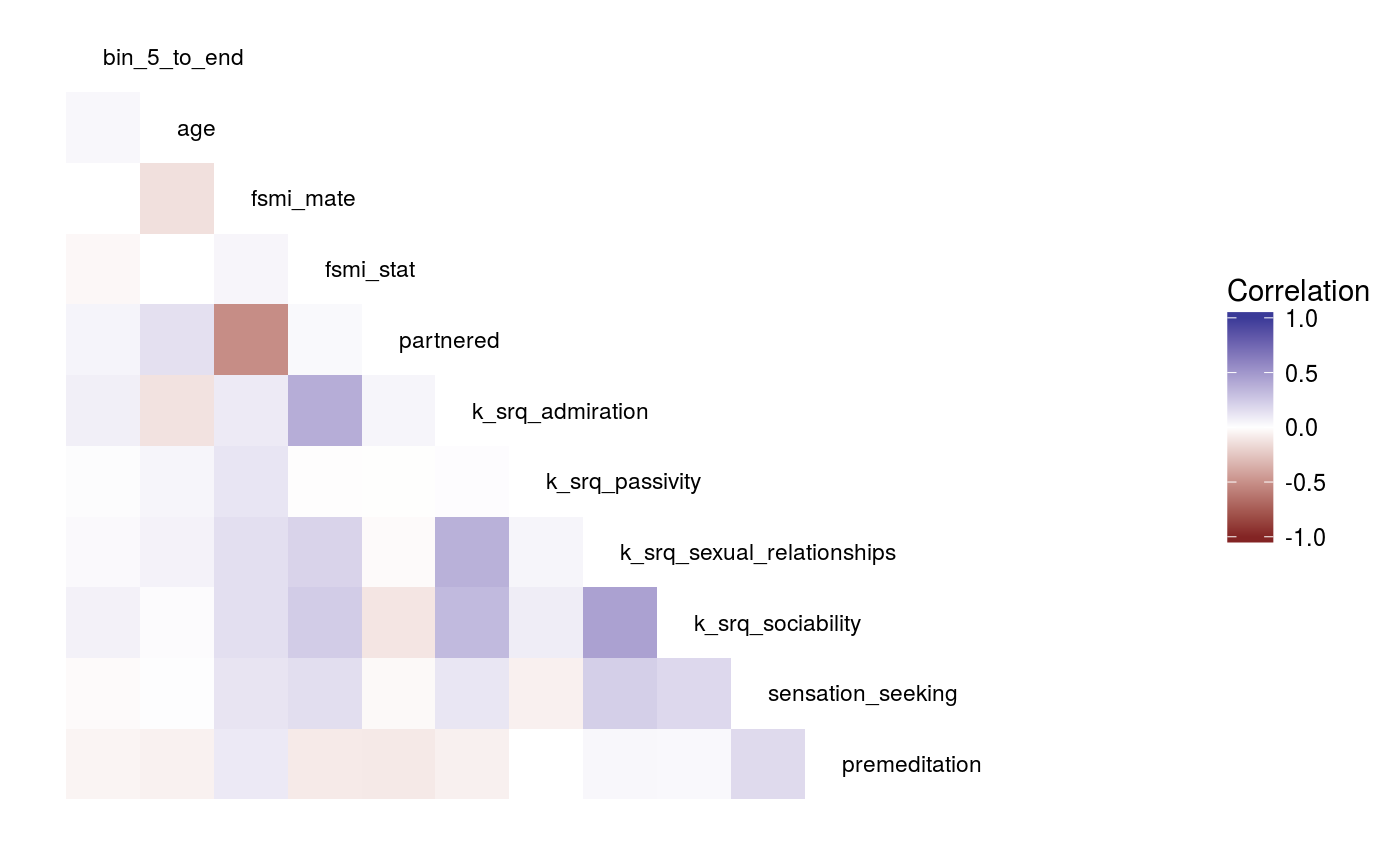 bin_5_to_end
age
fsmi_mate
fsmi_stat
partnered
k_srq_admiration
k_srq_passivity
k_srq_sexual_relationships
k_srq_sociability
sensation_seeking
premeditation
Correlation
1.0
0.5
0.0
-0.5
-1.0